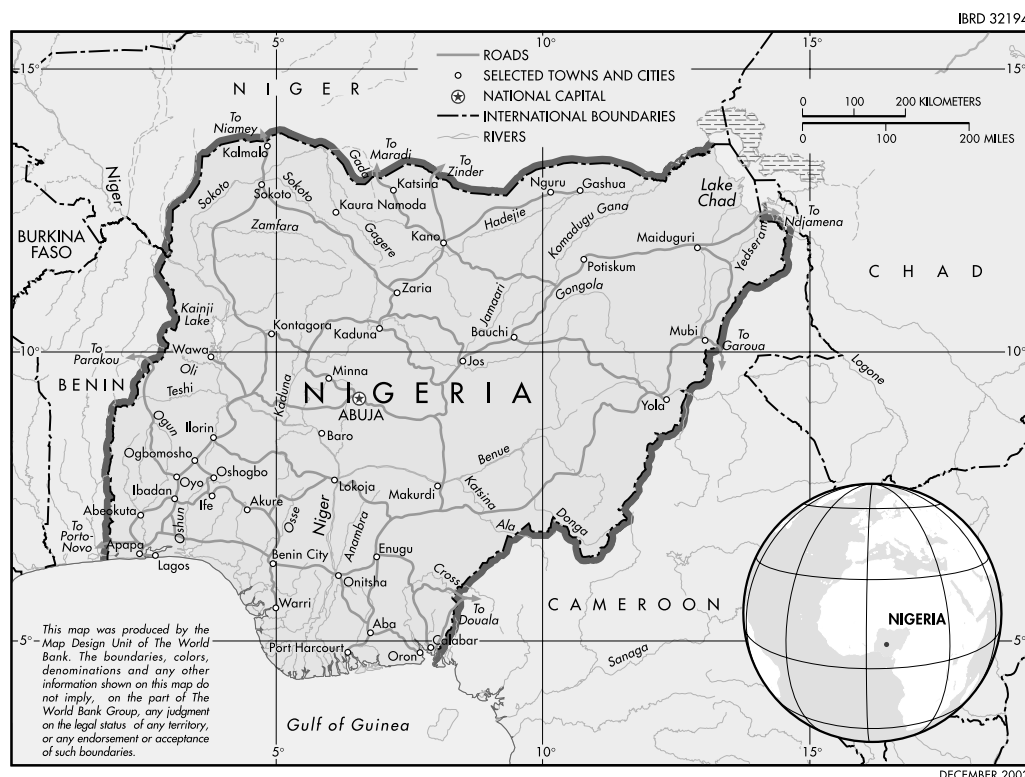 IBRD 32194
5°
10°
15°
15°
15°
ROADS
SELECTED TOWNS AND CITIES
NATIONAL CAPITAL
INTERNATIONAL BOUNDARIES
RIVERS
0 100 200 KILOMETERS
0 100 200 MILES
NIGER
To
Niamey
To
Maradi
To
Zinder
Kalmalo
Gada
Katsina
Nguru
Gashua
Lake
Chad
To
Ndjamena
Niger
Sokoto
Sokoto
Sokoto
Kaura Namoda
Hadejie
Komadugu Gana
Zamfara
Gagere
Kano
Maiduguri
Yedseram
BURKINA
FASO
Potiskum
CHAD
Gongola
Zaria
Jamaari
Kainji
Lake
Kontagora
Kaduna
Bauchi
Mubi
To
Garoua
To
Parakou
Wawa
10°
10°
Oli
Jos
Logone
BENIN
Teshi
Kaduna
Minna
NIGERIA
ABUJA
Yola
Ogun
Ilorin
Baro
Ogbomosho
Oshogbo
Benue
Oyo
Lokoja
Ibadan
Ife
Akure
Makurdi
Katsina
Abeokuta
Oshun
Osse
Niger
Anambra
Ala
Donga
To
Porto-
Novo
Apapa
Lagos
Benin City
Enugu
Onitsha
Cross
To
Douala
CAMEROON
NIGERIA
Warri
Aba
Calabar
Port Harcourt
Oron
5°
5°
Sanaga
Gulf of Guinea
This map was produced by the
Map Design Unit of The World
Bank. The boundaries, colors,
denominations and any other
information shown on this map do
not imply, on the part of The
World Bank Group, any judgment
on the legal status of any territory,
or any endorsement or acceptance
of such boundaries.
5°
10°
15°